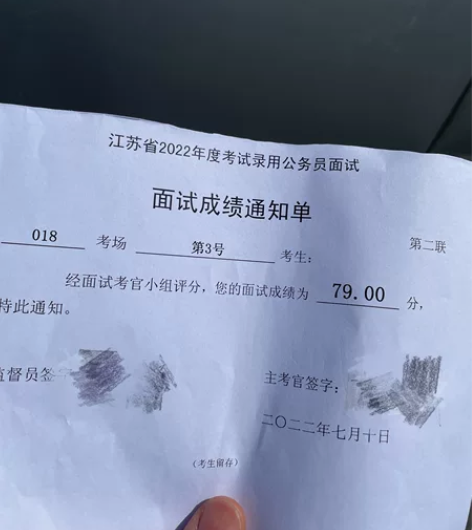 江苏省2022年度考试录用公务员面试
面试成绩通知单
第二联
018 考场 第3号 考生:
经面试考官小组评分，您的面试成绩为 79.00 分，
特此通知。
监督员签字
主考官签字:
二〇二二年七月十日
(考生留存)